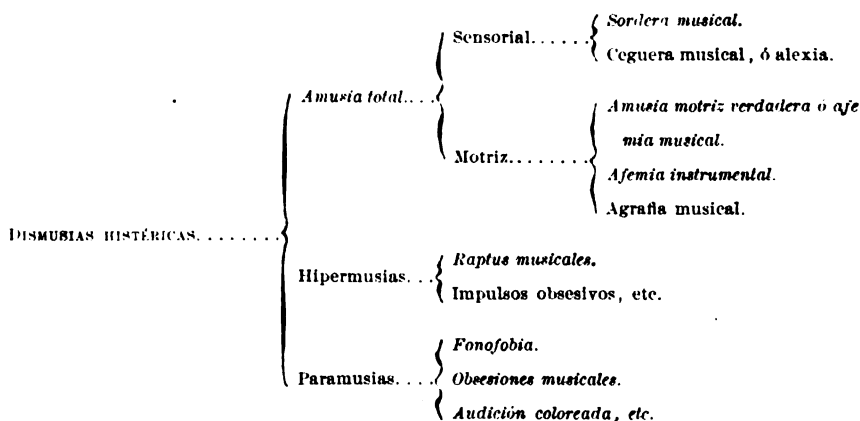 Sordera musical.
Sensorial......
Ceguera musical, ó alexia.
Amusia total....
Amusia motriz verdadera ó afe
mia musical.
Motriz........
Afemia instrumental.
Agrafia musical.
DISMUSIAS HISTÉRICAS........
Raptus musicales.
Hipermusias...
Impulsos obsesivos, etc.
Fonofobia.
Paramusias.....
Obsesiones musicales.
Audición coloreada, etc.